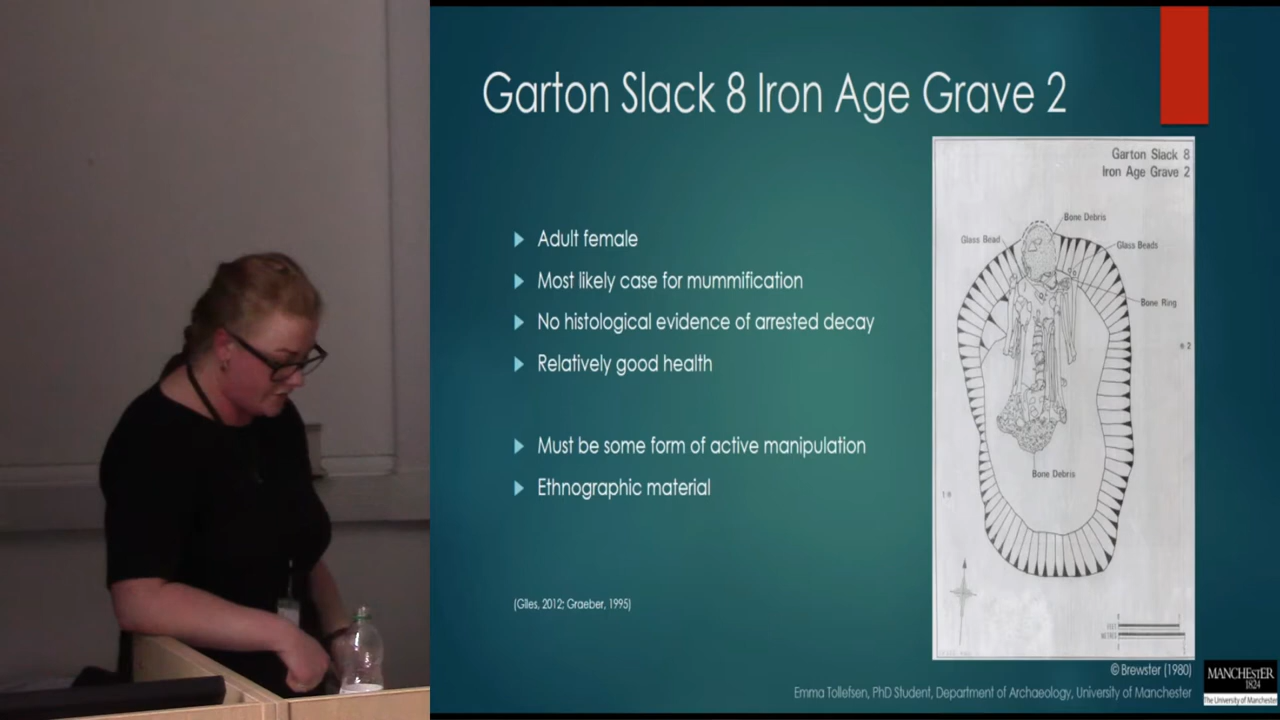 Garton Slack 8 Iron Age Grave 2
Adult female
Most likely case for mummification
No histological evidence of arrested decay
Relatively good health
Must be some form of active manipulation
Ethnographic material
(Giles, 2012; Graeber, 1995)
Garton Slack 8
Iron Age Grave 2
Bone Debris
Glass Bead
Glass Beads
Bone Ring
Bone Debris
FEET
METRES
© Brewster (1980)
Emma Tollefsen, PhD Student, Department of Archaeology, University of Manchester
MANCHESTER
1824
The University of Manchester